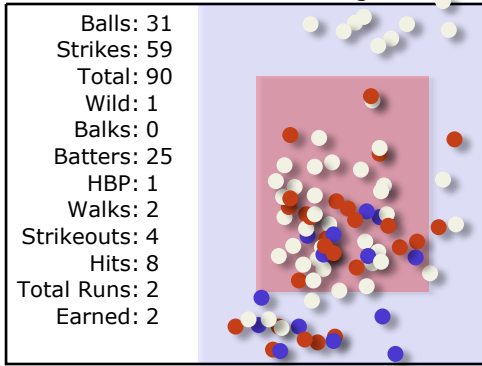 Balls: 31
Strikes: 59
Total: 90
Wild: 1
Balks: 0
Batters: 25
HBP: 1
Walks: 2
Strikeouts: 4
Hits: 8
Total Runs: 2
Earned: 2